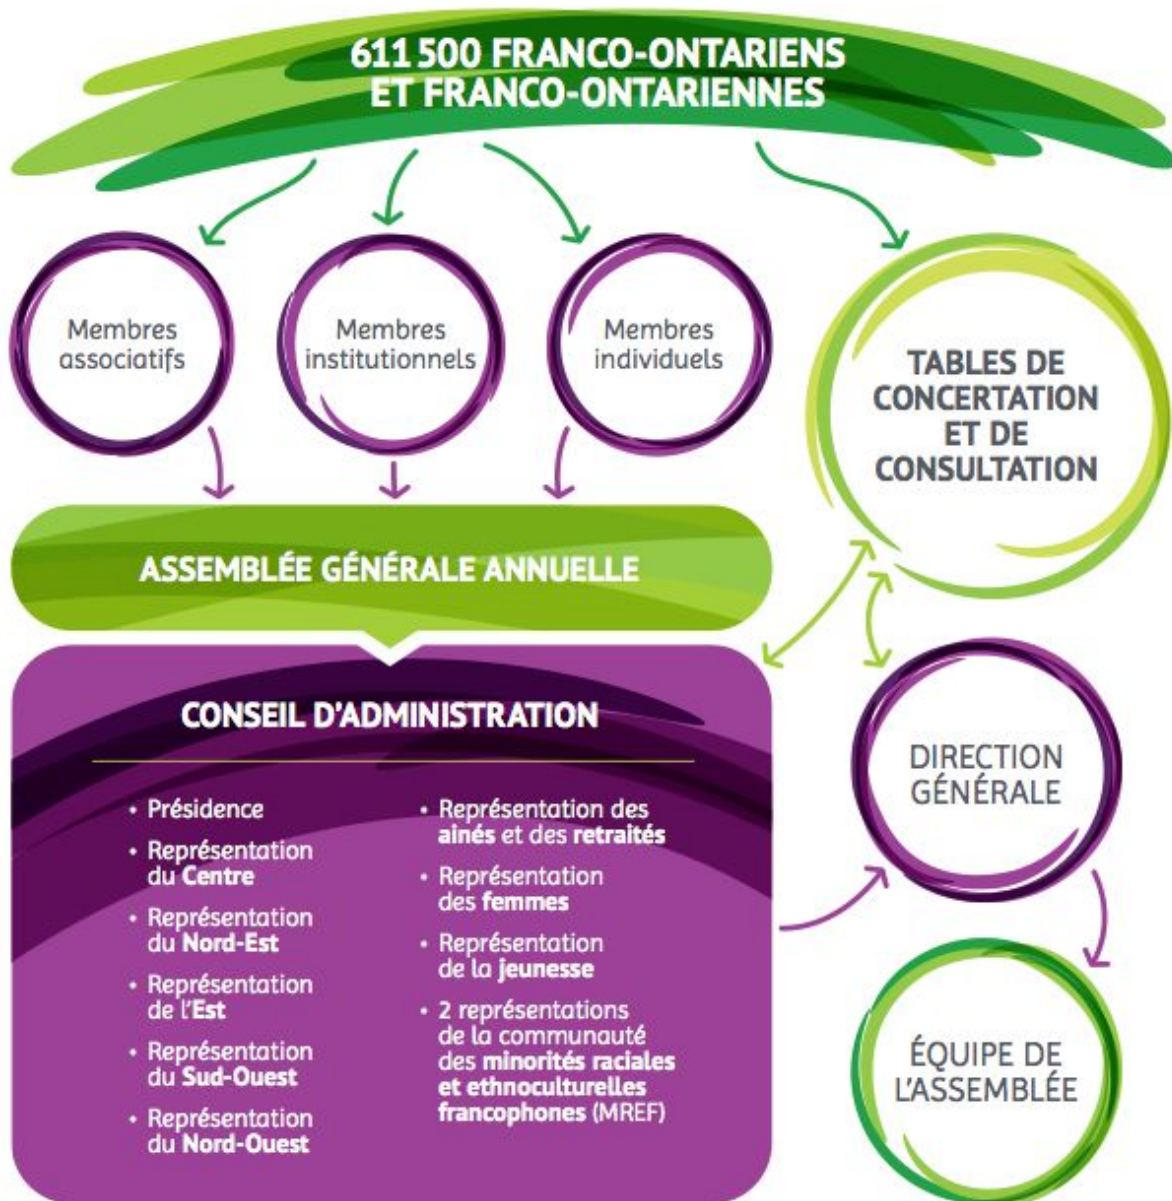 611 500 FRANCO-ONTARIENS
ET FRANCO-ONTARIENNES
Membres
associatifs
Membres
institutionnels
Membres
individuels
TABLES DE
CONCERTATION
ET DE
CONSULTATION
ASSEMBLÉE GÉNÉRALE ANNUELLE
CONSEIL D'ADMINISTRATION
• Présidence
• Représentation
du Centre
• Représentation
du Nord-Est
• Représentation
de l'Est
• Représentation
du Sud-Ouest
• Représentation
du Nord-Ouest
• Représentation des
ainés et des retraités
• Représentation
des femmes
• Représentation
de la jeunesse
• 2 représentations
de la communauté
des minorités raciales
et ethnoculturelles
francophones (MREF)
DIRECTION
GÉNÉRALE
ÉQUIPE DE
L'ASSEMBLÉE